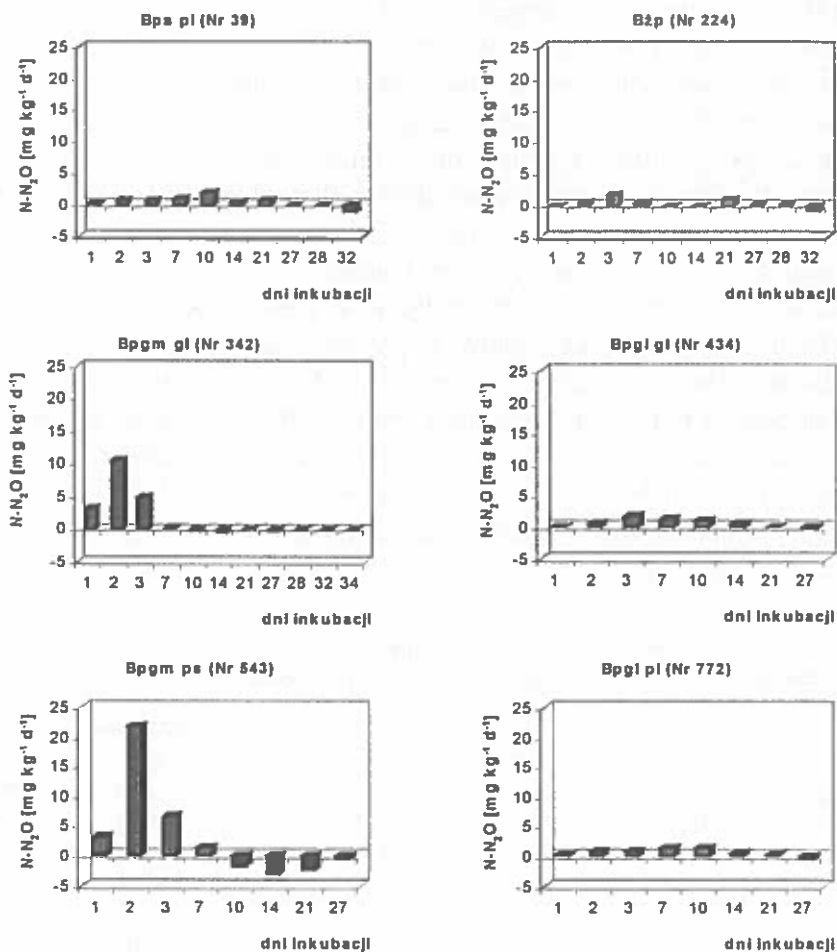 Bps pl (Nr 39)
N-N₂O [mg kg⁻¹ d⁻¹]
25
20
15
10
5
0
-5
1 2 3 7 10 14 21 27 28 32
dni inkubacji
Bżp (Nr 224)
N-N₂O [mg kg⁻¹ d⁻¹]
25
20
15
10
5
0
-5
1 2 3 7 10 14 21 27 28 32
dni inkubacji
Bpgm gl (Nr 342)
N-N₂O [mg kg⁻¹ d⁻¹]
25
20
15
10
5
0
-5
1 2 3 7 10 14 21 27 28 32 34
dni inkubacji
Bpgl gl (Nr 434)
N-N₂O [mg kg⁻¹ d⁻¹]
25
20
15
10
5
0
-5
1 2 3 7 10 14 21 27
dni inkubacji
Bpgm ps (Nr 543)
N-N₂O [mg kg⁻¹ d⁻¹]
25
20
15
10
5
0
-5
1 2 3 7 10 14 21 27
dni inkubacji
Bpgl pl (Nr 772)
N-N₂O [mg kg⁻¹ d⁻¹]
25
20
15
10
5
0
-5
1 2 3 7 10 14 21 27
dni inkubacji